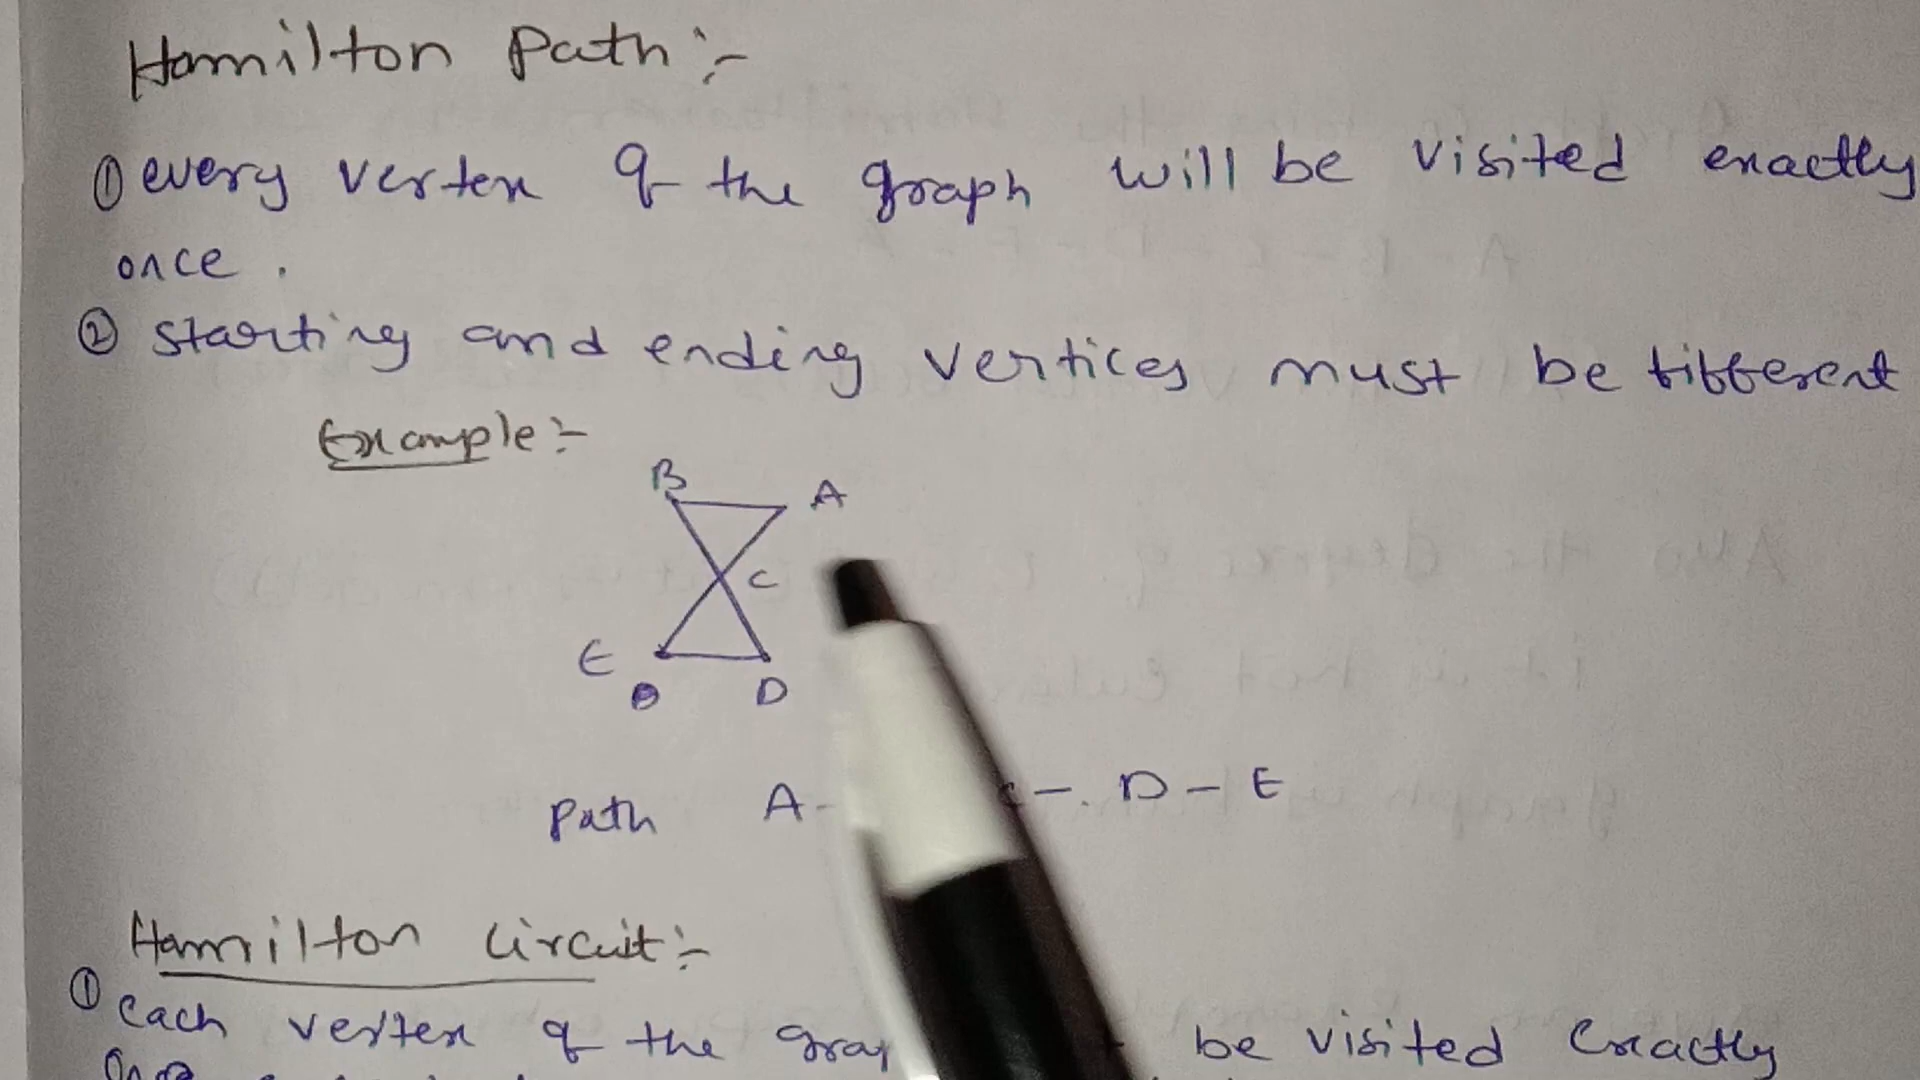 Hamilton Path :-
① every vertex of the graph will be visited exactly
once .
② starting and ending vertices must be different
Example :-
B A
C
E
D
Path A - C - D - E
Hamilton Circuit :-
① Each vertex of the be visited Exactly